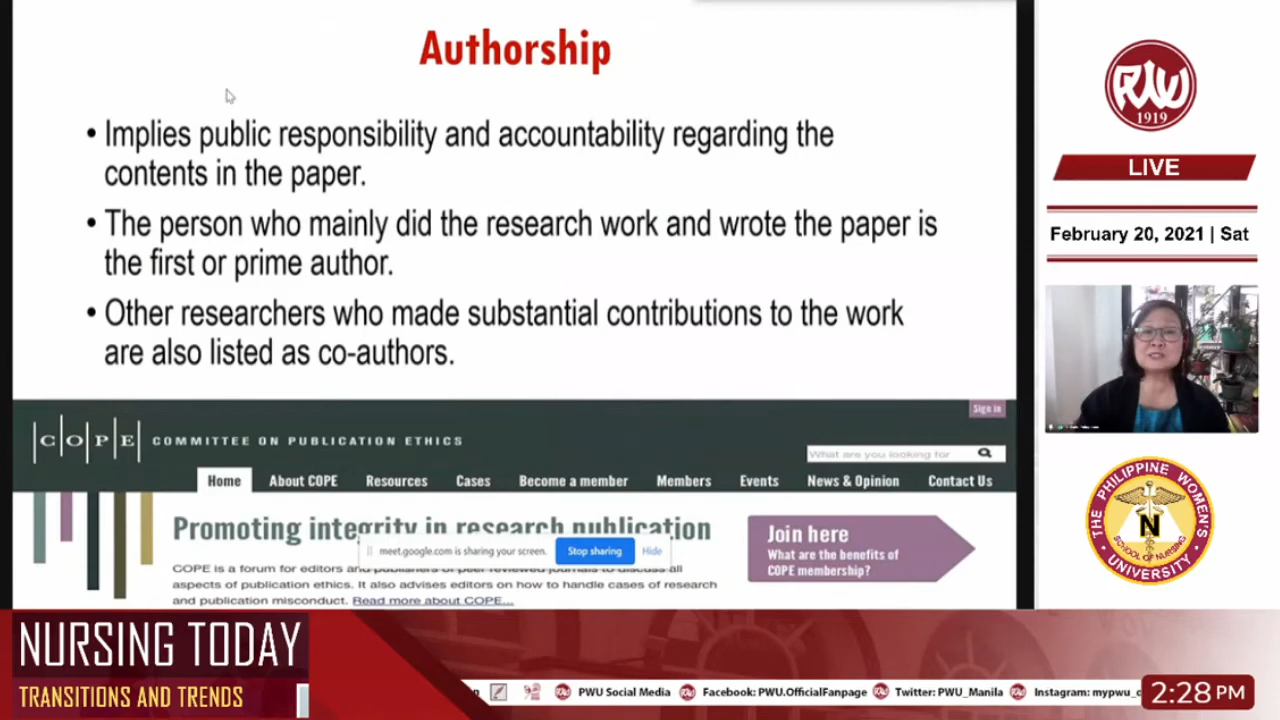 Authorship
• Implies public responsibility and accountability regarding the
contents in the paper.
• The person who mainly did the research work and wrote the paper is
the first or prime author.
• Other researchers who made substantial contributions to the work
are also listed as co-authors.
Sign in
C O P E COMMITTEE ON PUBLICATION ETHICS
What are you looking for
Home About COPE Resources Cases Become a member Members Events News & Opinion Contact Us
Promoting integrity in research publication
Join here
What are the benefits of
COPE membership?
meet.google.com is sharing your screen. Stop sharing Hide
COPE is a forum for editors and publishers of peer reviewed journals to discuss all
aspects of publication ethics. It also advises editors on how to handle cases of research
and publication misconduct. Read more about COPE...
PWU
1919
LIVE
February 20, 2021 | Sat
THE PHILIPPINE WOMEN'S
UNIVERSITY
N
SCHOOL OF NURSING
NURSING TODAY
TRANSITIONS AND TRENDS
PWU Social Media Facebook: PWU.OfficialFanpage Twitter: PWU_Manila Instagram: mypwu_
2:28 PM